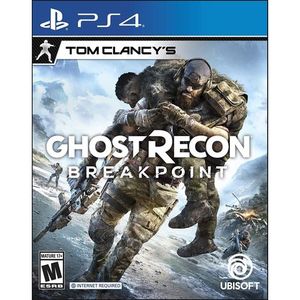 PS4
TOM CLANCY'S
GHOST RECON
BREAKPOINT
MATURE 17+
M
ESRB
INTERNET REQUIRED
UBISOFT